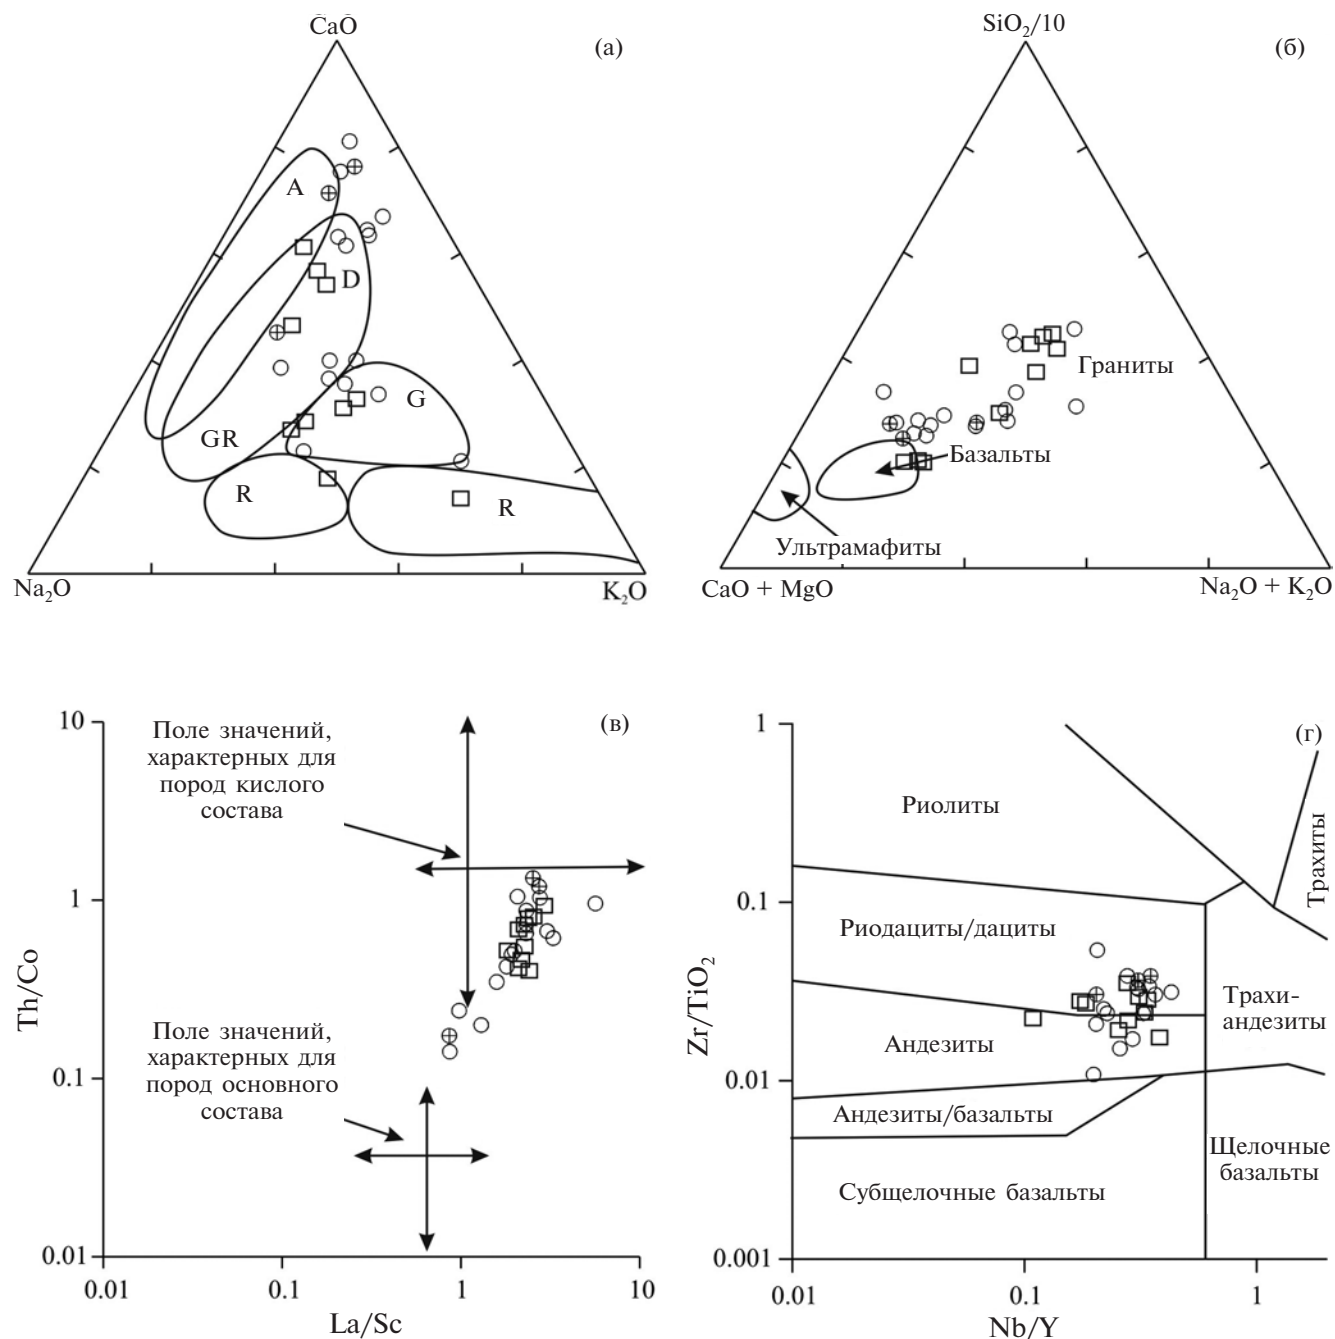 CaO
(а)
A
D
GR
G
R
R
Na₂O
K₂O
SiO₂/10
(б)
Граниты
Базальты
Ультрамафиты
CaO + MgO
Na₂O + K₂O
(в)
10
1
0.1
0.01
Th/Co
Поле значений,
характерных для
пород кислого
состава
Поле значений,
характерных для
пород основного
состава
0.01
0.1
1
10
La/Sc
(г)
1
0.1
0.01
0.001
Zr/TiO₂
Риолиты
Трахиты
Риодациты/дациты
Трахи-
андезиты
Андезиты
Андезиты/базальты
Щелочные
базальты
Субщелочные базальты
0.01
0.1
1
Nb/Y